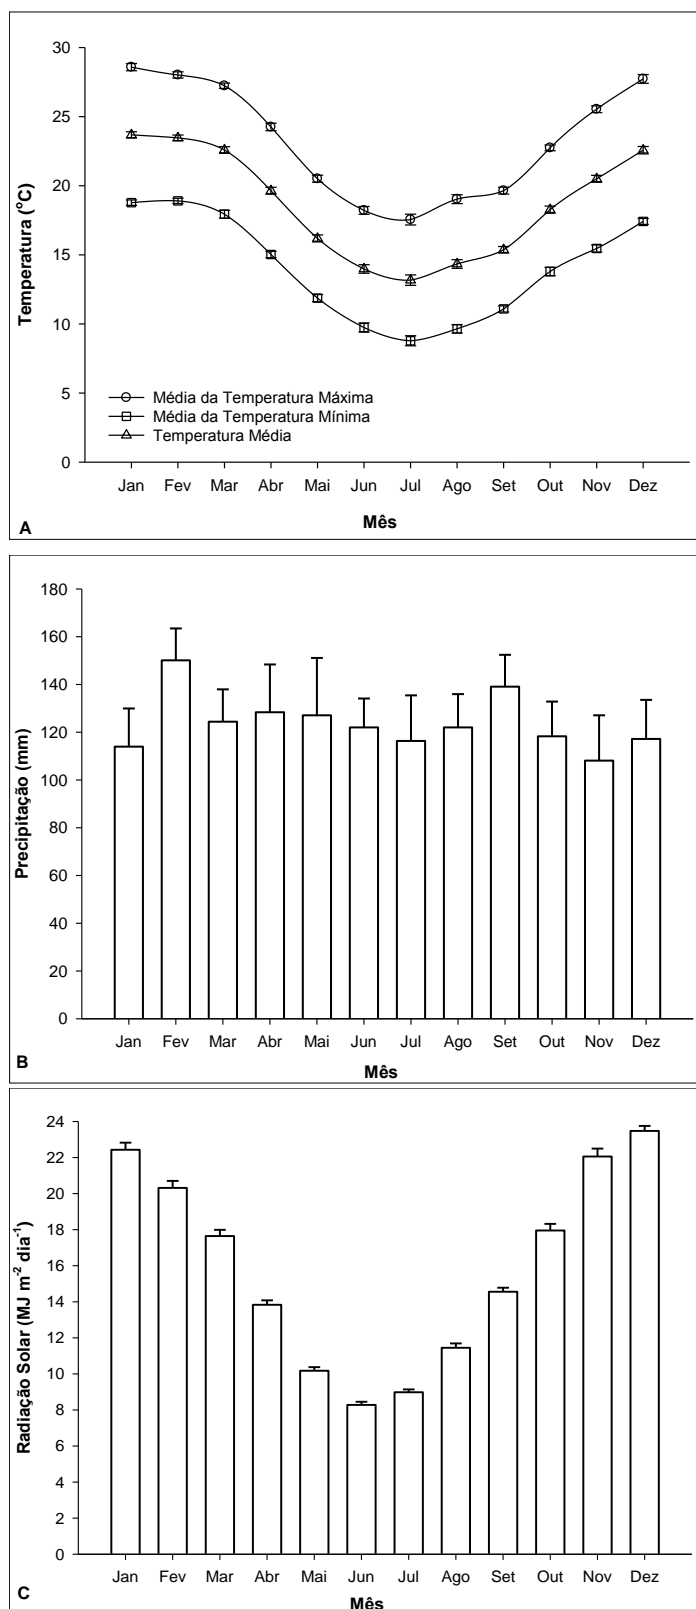 30
25
20
15
10
5
0
Temperatura (°C)
Média da Temperatura Máxima
Média da Temperatura Mínima
Temperatura Média
Jan Fev Mar Abr Mai Jun Jul Ago Set Out Nov Dez
Mês
A
180
160
140
120
100
80
60
40
20
0
Precipitação (mm)
Jan Fev Mar Abr Mai Jun Jul Ago Set Out Nov Dez
Mês
B
24
22
20
18
16
14
12
10
8
6
4
2
0
Radiação Solar (MJ m⁻² dia⁻¹)
Jan Fev Mar Abr Mai Jun Jul Ago Set Out Nov Dez
Mês
C